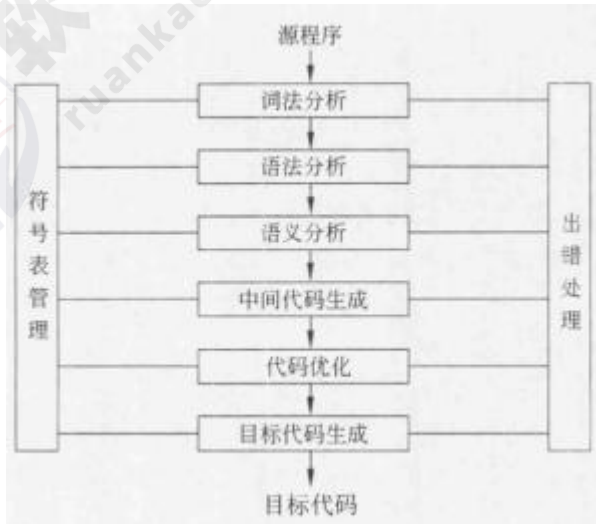 源程序
词法分析
语法分析
语义分析
中间代码生成
代码优化
目标代码生成
目标代码
符号表管理
出错处理
软
ruanka